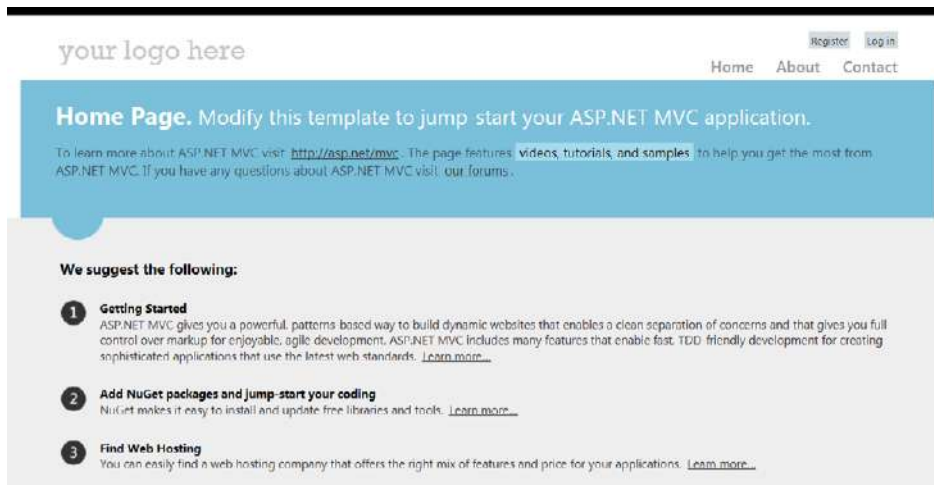 your logo here
Register Log in
Home About Contact
Home Page. Modify this template to jump start your ASP.NET MVC application.
To learn more about ASP.NET MVC visit http://asp.net/mvc. The page features videos, tutorials, and samples to help you get the most from
ASP.NET MVC. If you have any questions about ASP.NET MVC visit our forums.
We suggest the following:
1 Getting Started
ASP.NET MVC gives you a powerful, patterns based way to build dynamic websites that enables a clean separation of concerns and that gives you full
control over markup for enjoyable, agile development. ASP.NET MVC includes many features that enable fast, TDD friendly development for creating
sophisticated applications that use the latest web standards. Learn more...
2 Add NuGet packages and jump-start your coding
NuGet makes it easy to install and update free libraries and tools. Learn more...
3 Find Web Hosting
You can easily find a web hosting company that offers the right mix of features and price for your applications. Learn more...